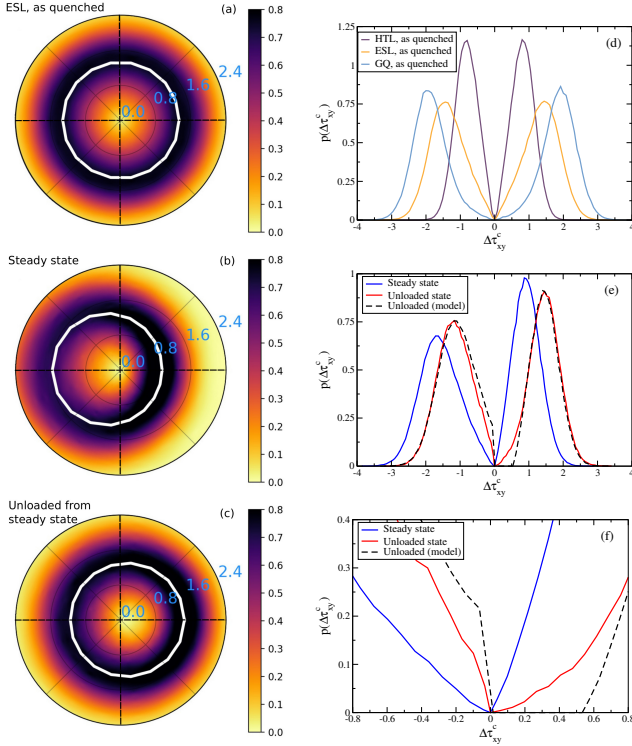 ESL, as quenched
(a)
0.0
0.8
1.6
2.4
0.8
0.7
0.6
0.5
0.4
0.3
0.2
0.1
0.0
Steady state
(b)
0.0
0.8
1.6
2.4
0.8
0.7
0.6
0.5
0.4
0.3
0.2
0.1
0.0
Unloaded from
steady state
(c)
0.0
0.8
1.6
2.4
0.8
0.7
0.6
0.5
0.4
0.3
0.2
0.1
0.0
HTL, as quenched
ESL, as quenched
GQ, as quenched
(d)
p(Δτ^c_xy)
1.25
1
0.75
0.5
0.25
0
-4 -3 -2 -1 0 1 2 3 4
Δτ^c_xy
Steady state
Unloaded state
Unloaded (model)
(e)
p(Δτ^c_xy)
1
0.75
0.5
0.25
0
-4 -3 -2 -1 0 1 2 3 4
Δτ^c_xy
Steady state
Unloaded state
Unloaded (model)
(f)
p(Δτ^c_xy)
0.4
0.3
0.2
0.1
0
-0.8 -0.6 -0.4 -0.2 0 0.2 0.4 0.6 0.8
Δτ^c_xy